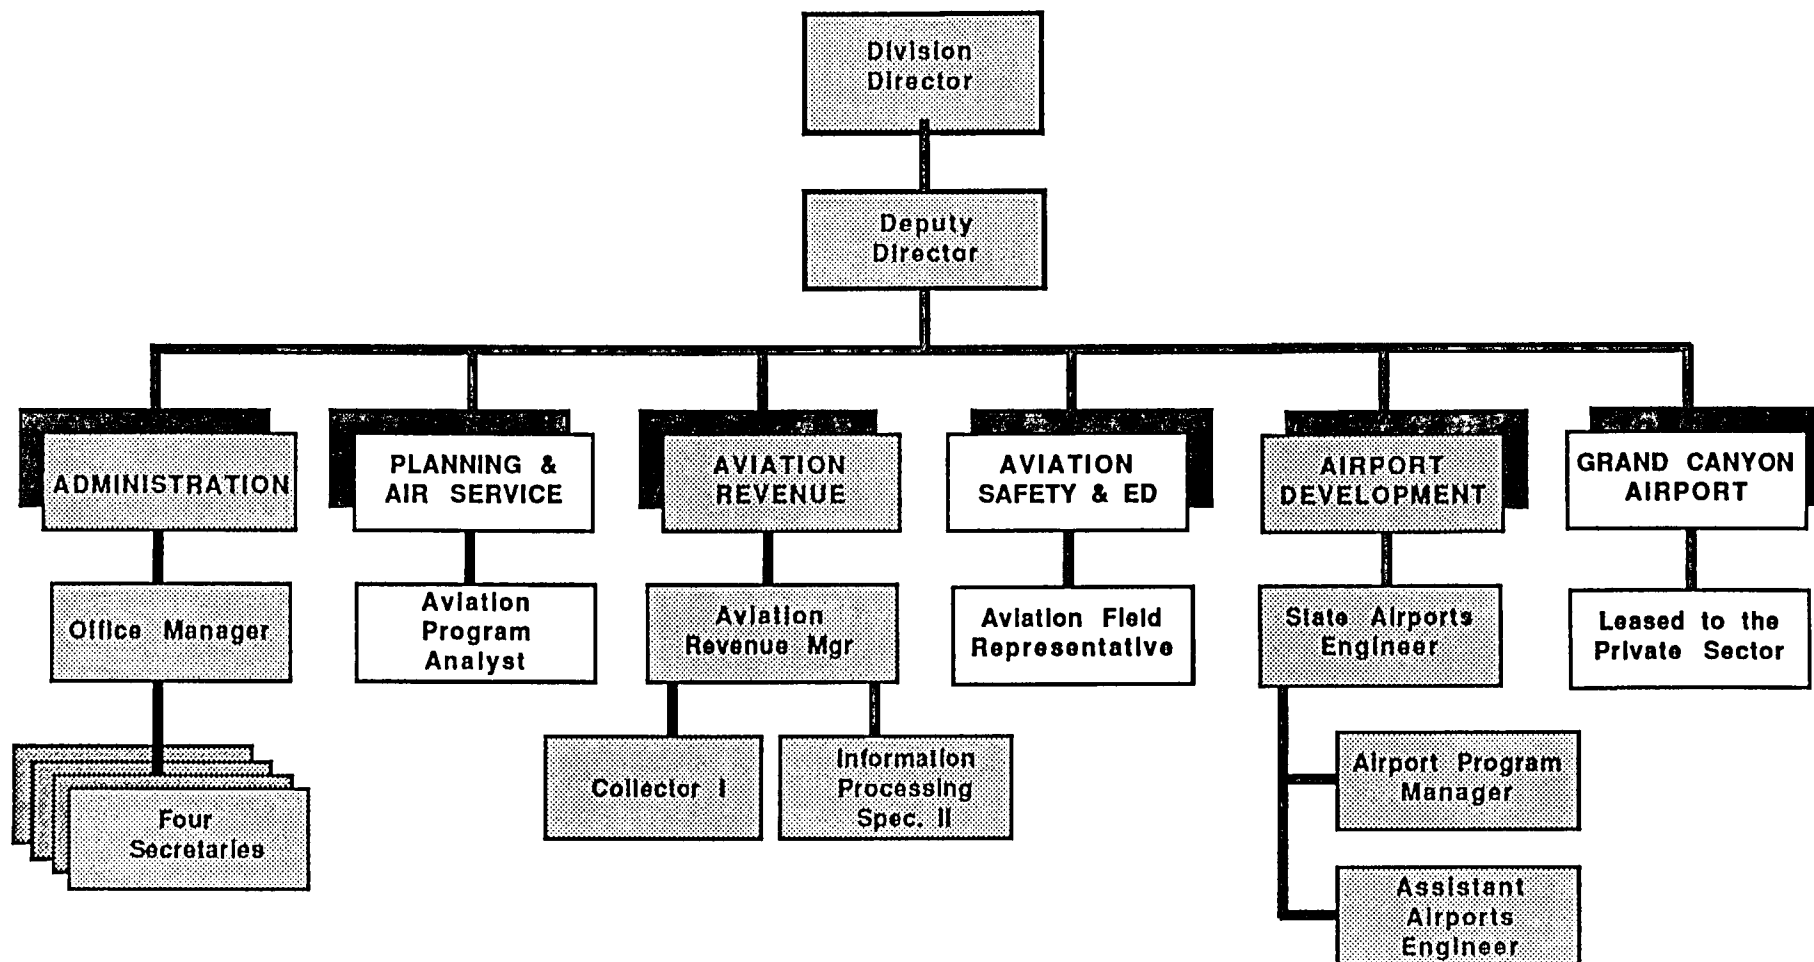 Division
Director
Deputy
Director
ADMINISTRATION
PLANNING &
AIR SERVICE
AVIATION
REVENUE
AVIATION
SAFETY & ED
AIRPORT
DEVELOPMENT
GRAND CANYON
AIRPORT
Office Manager
Aviation
Program
Analyst
Aviation
Revenue Mgr
Aviation Field
Representative
State Airports
Engineer
Leased to the
Private Sector
Four
Secretaries
Collector I
Information
Processing
Spec. II
Airport Program
Manager
Assistant
Airports
Engineer